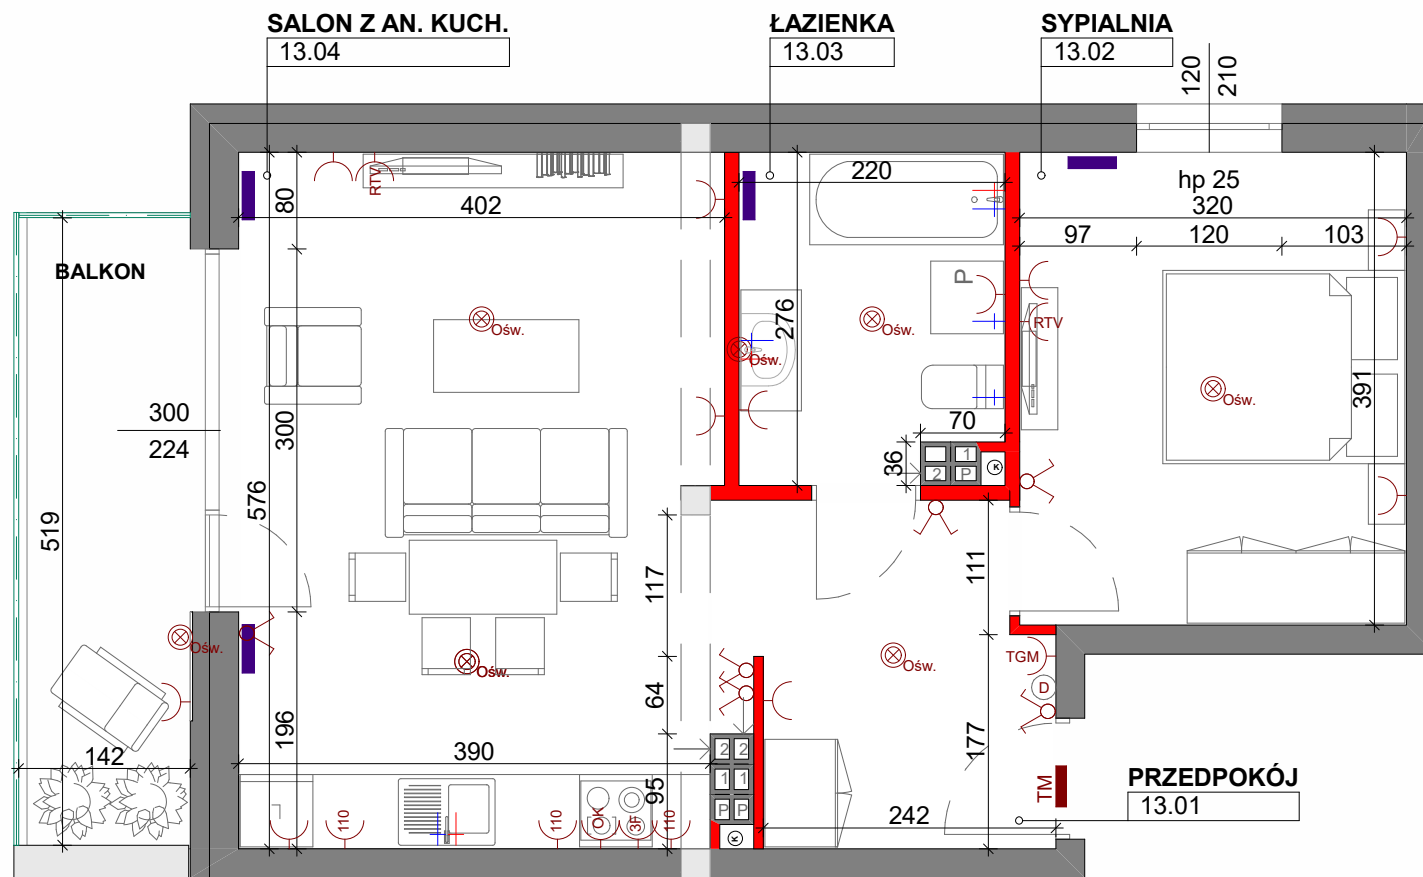 SALON Z AN. KUCH.
13.04
ŁAZIENKA
13.03
SYPIALNIA
13.02
120
210
RTV
80
402
220
hp 25
320
97
120
103
BALKON
P
276
Ośw.
Ośw.
Ośw.
RTV
Ośw.
391
300
224
300
576
519
70
36
1
2
P
K
117
111
Ośw.
Ośw.
Ośw.
TGM
D
64
196
177
142
390
95
2
2
1
1
P
P
K
242
TM
PRZEDPOKÓJ
13.01
110
110
OK
3F
110